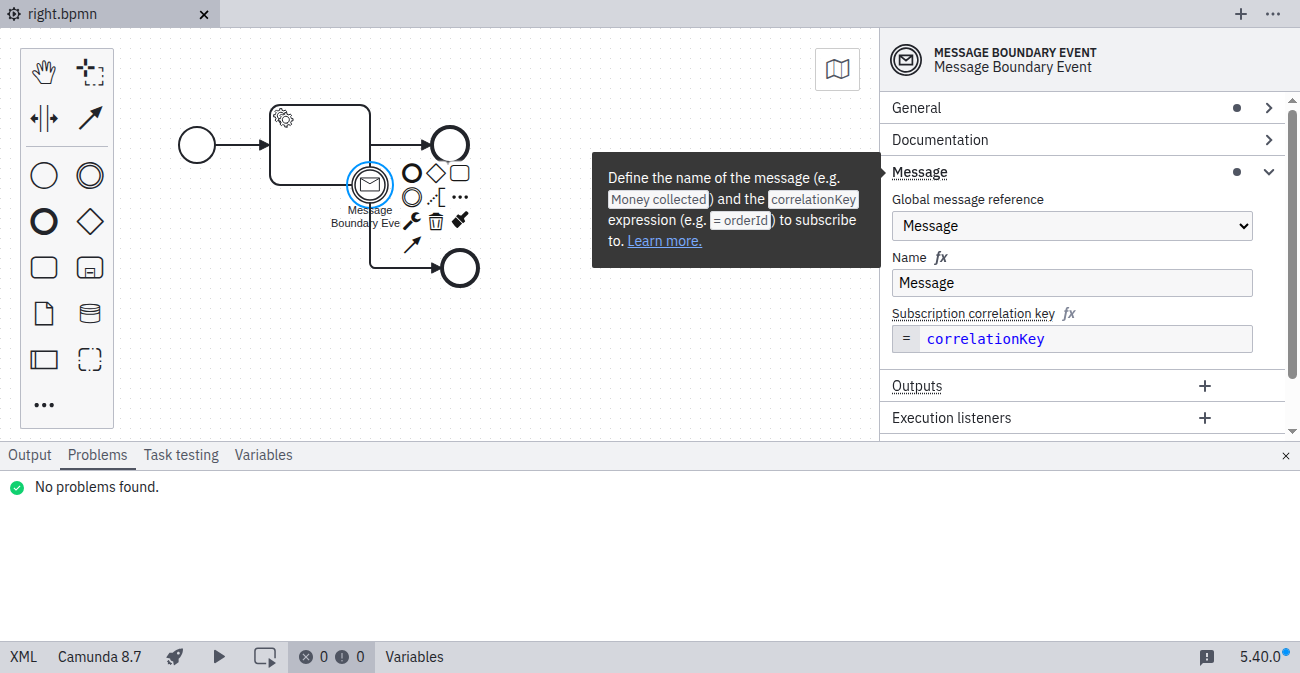 right.bpmn
MESSAGE BOUNDARY EVENT
Message Boundary Event
General
Documentation
Message
Global message reference
Message
Name fx
Message
Subscription correlation key fx
= correlationKey
Outputs
Execution listeners
Define the name of the message (e.g.
Money collected) and the correlationKey
expression (e.g. = orderId) to subscribe
to. Learn more.
Message
Boundary Eve
Output Problems Task testing Variables
No problems found.
XML Camunda 8.7 0 0 Variables 5.40.0